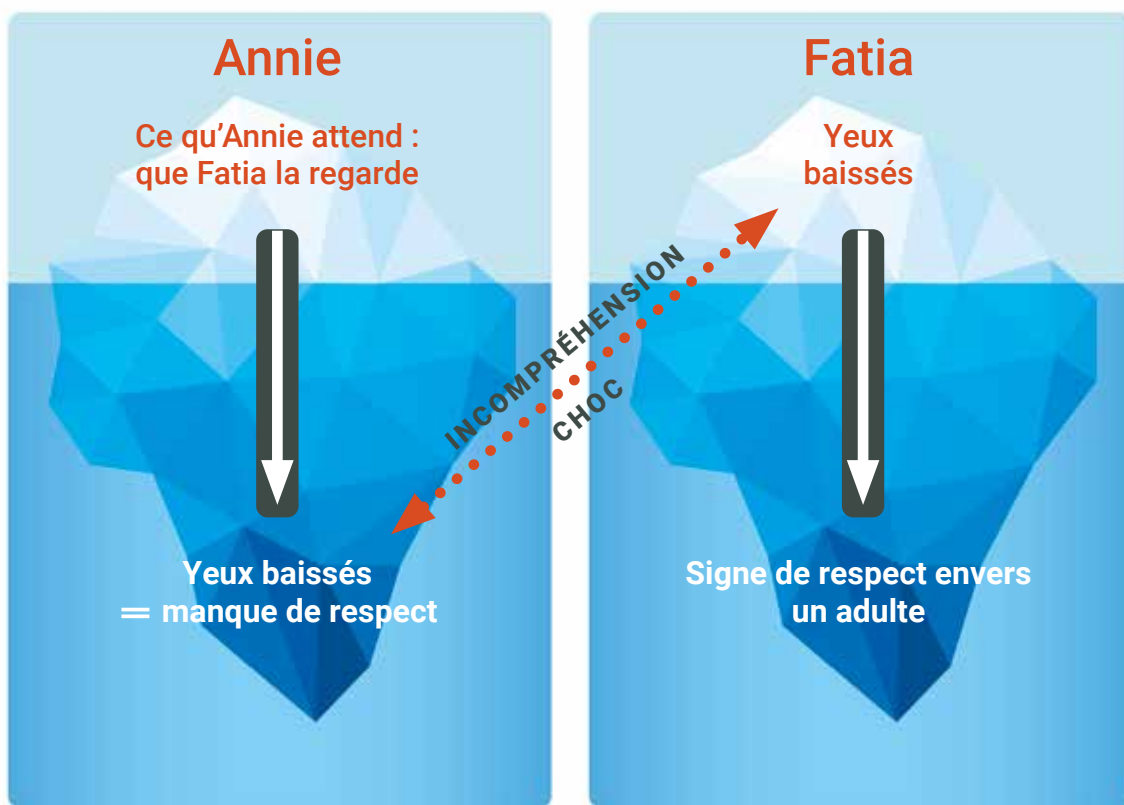 Annie
Ce qu'Annie attend :
que Fatia la regarde
Yeux baissés
= manque de respect
INCOMPRÉHENSION
CHOC
Fatia
Yeux
baissés
Signe de respect envers
un adulte